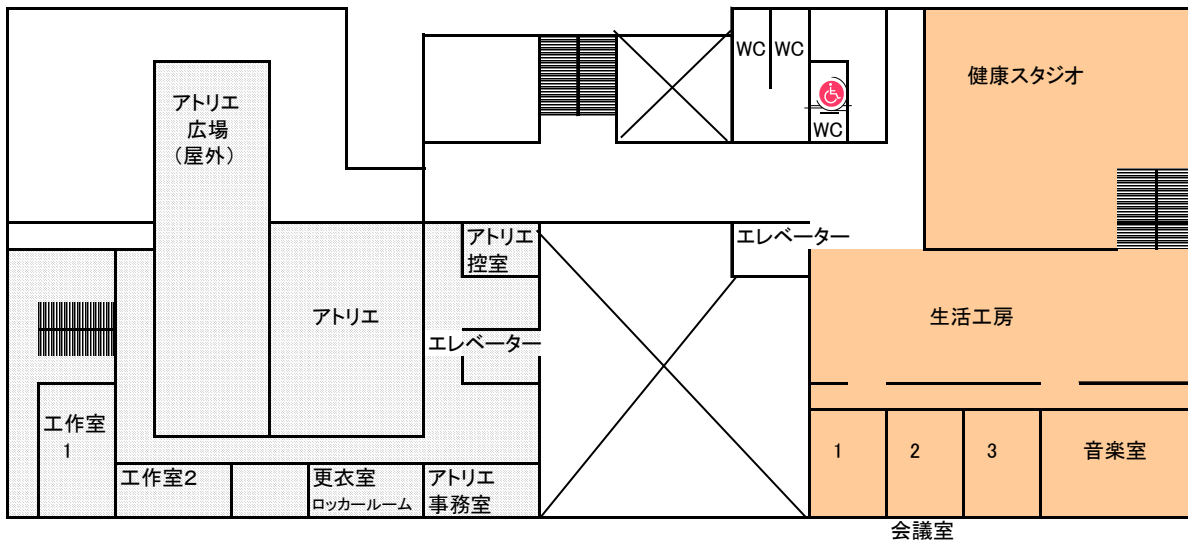 WC
WC
WC
健康スタジオ
アトリエ
広場
（屋外）
アトリエ
控室
エレベーター
アトリエ
エレベーター
生活工房
工作室
1
1
2
3
音楽室
工作室２
更衣室
ロッカールーム
アトリエ
事務室
会議室